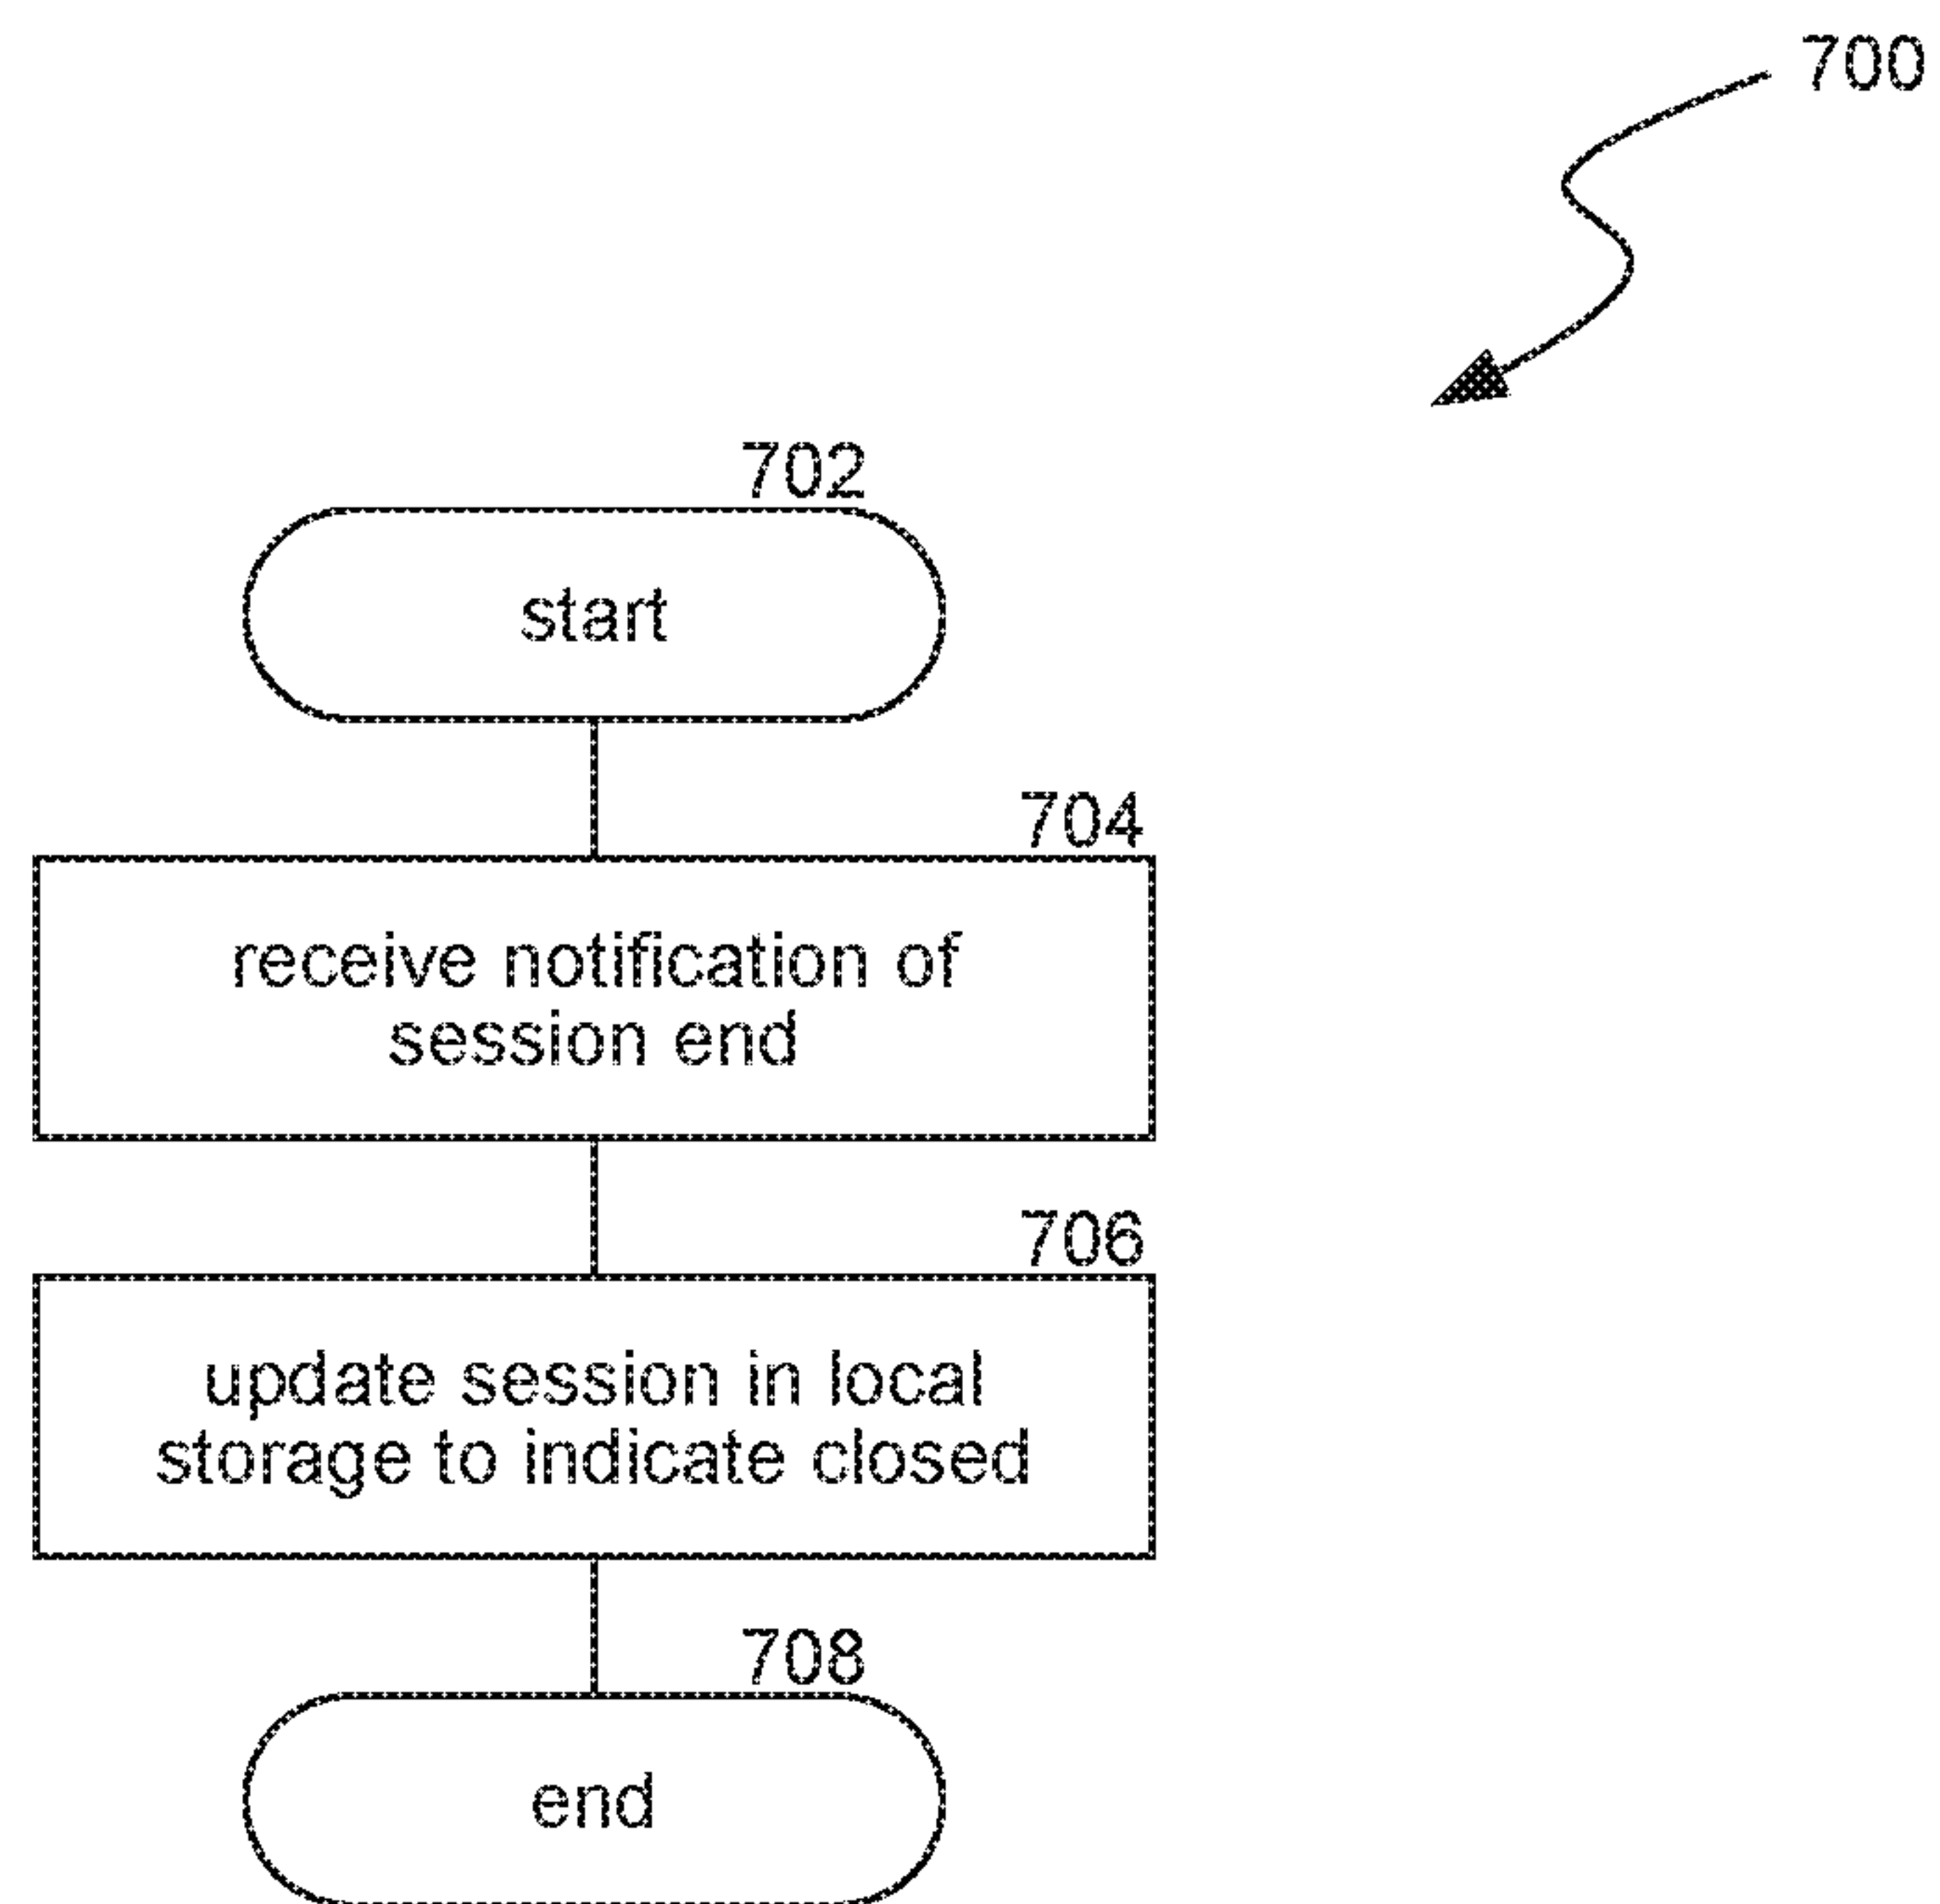 700
702
start
704
receive notification of
session end
706
update session in local
storage to indicate closed
708
end